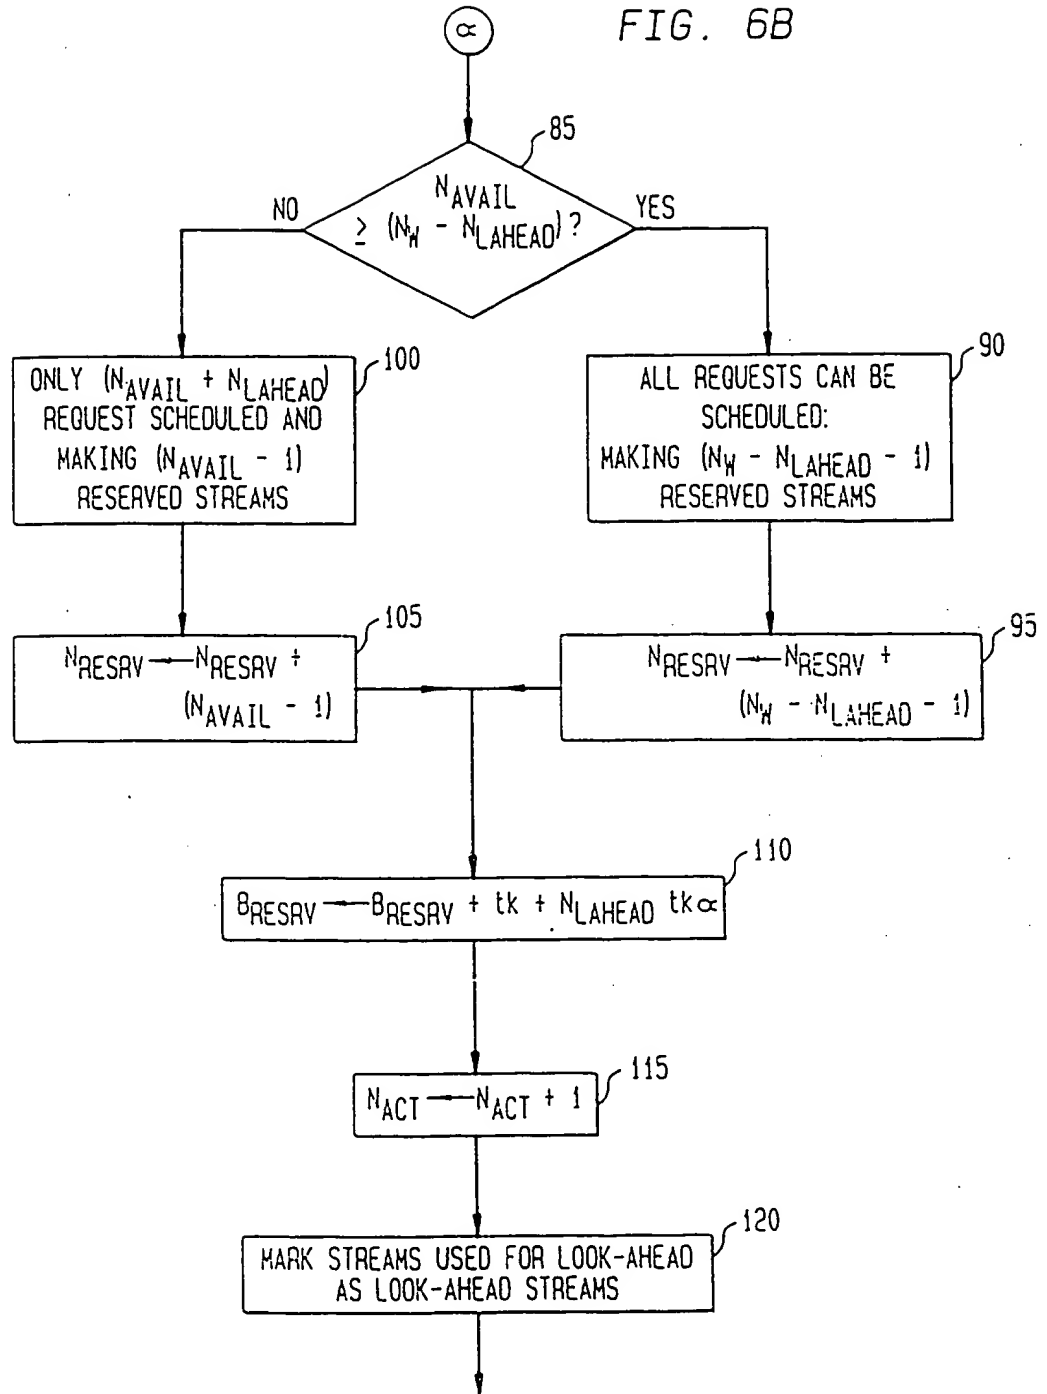 ∝
FIG. 6B
85
N_AVAIL
≥ (N_W - N_LAHEAD)?
NO
YES
100
ONLY (N_AVAIL + N_LAHEAD)
REQUEST SCHEDULED AND
MAKING (N_AVAIL - 1)
RESERVED STREAMS
90
ALL REQUESTS CAN BE
SCHEDULED:
MAKING (N_W - N_LAHEAD - 1)
RESERVED STREAMS
105
N_RESRV ← N_RESRV +
(N_AVAIL - 1)
95
N_RESRV ← N_RESRV +
(N_W - N_LAHEAD - 1)
110
B_RESRV ← B_RESRV + tk + N_LAHEAD tk∝
115
N_ACT ← N_ACT + 1
120
MARK STREAMS USED FOR LOOK-AHEAD
AS LOOK-AHEAD STREAMS